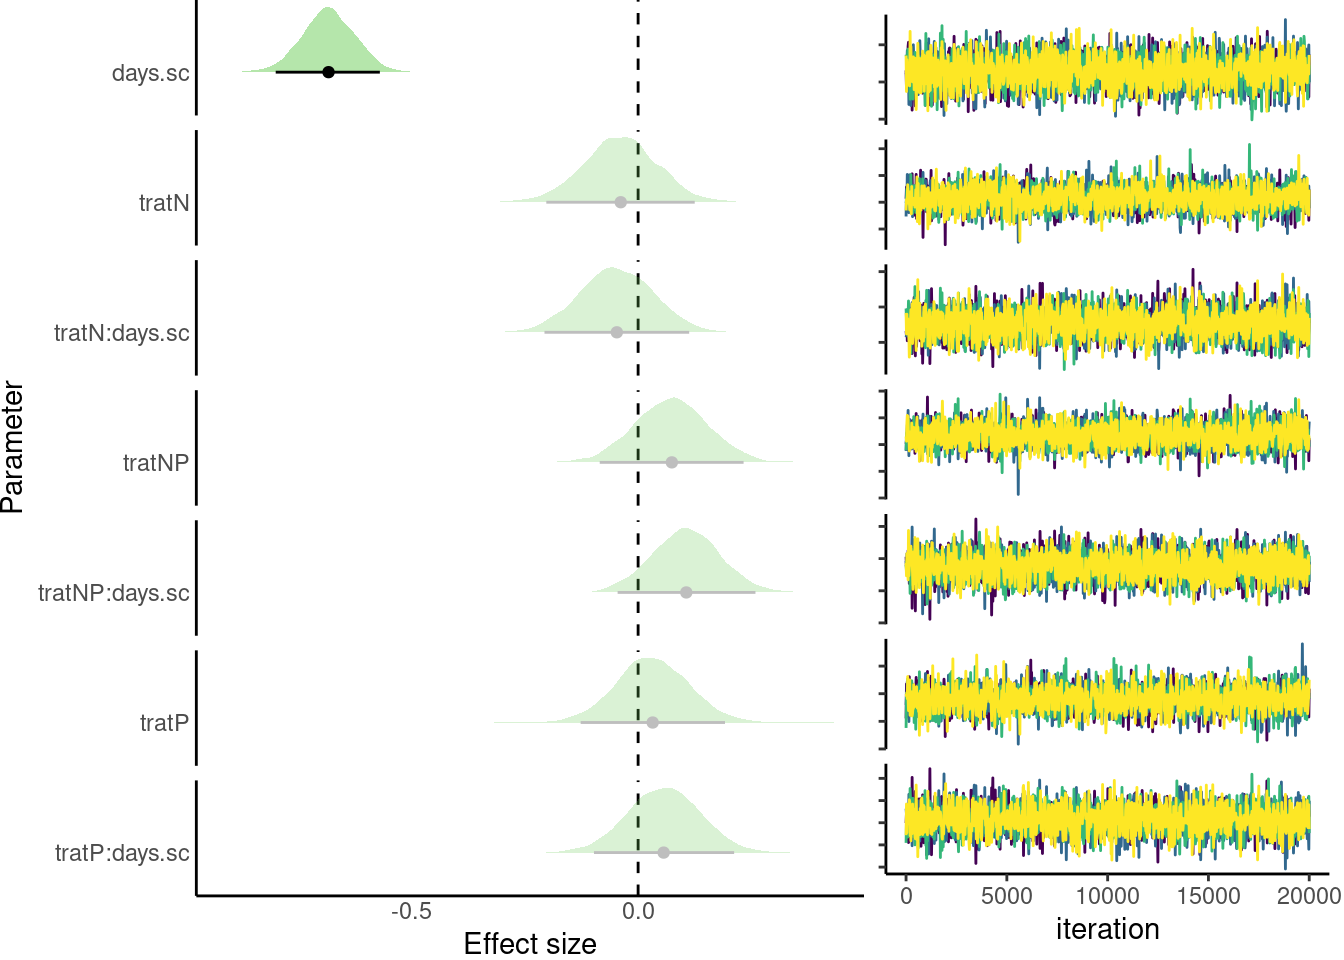 Parameter
days.sc
tratN
tratN:days.sc
tratNP
tratNP:days.sc
tratP
tratP:days.sc
-0.5 0.0
Effect size
0 5000 10000 15000 20000
iteration